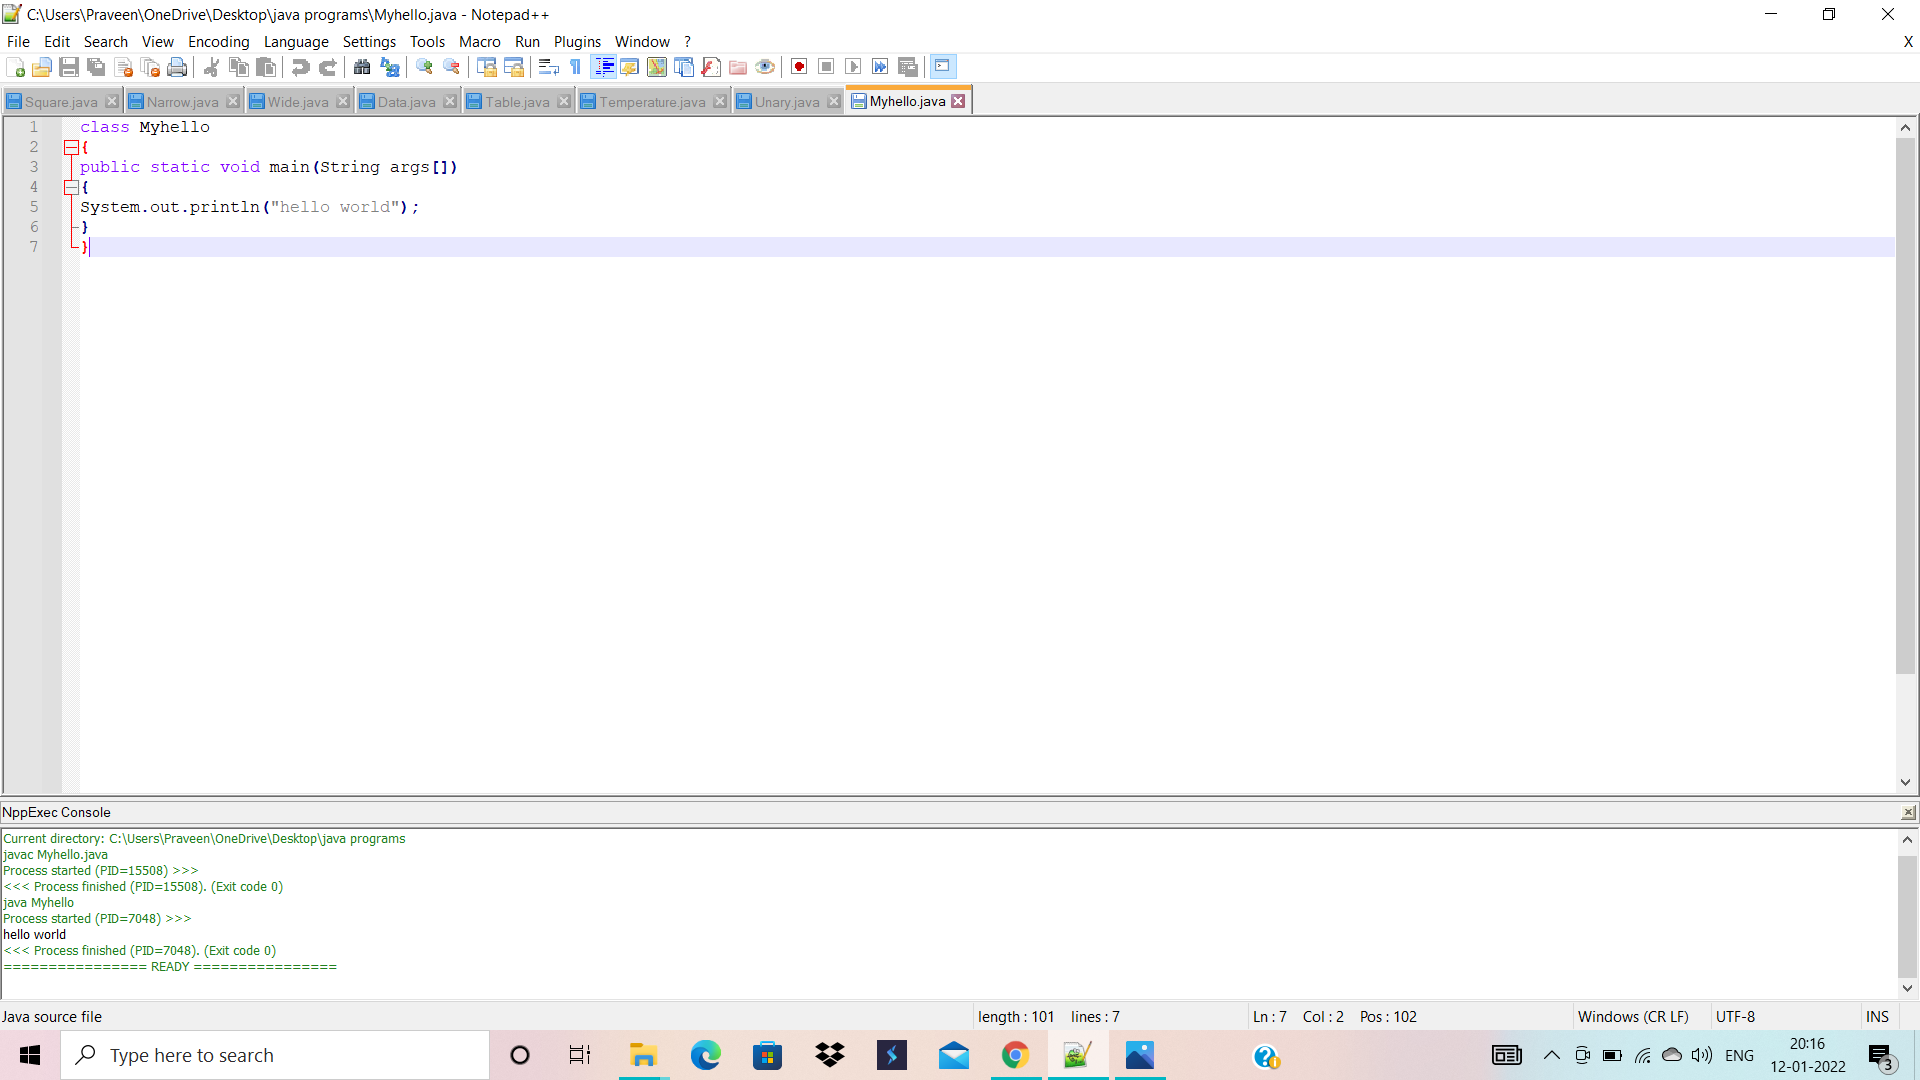 C:\Users\Praveen\OneDrive\Desktop\java programs\Myhello.java - Notepad++
File Edit Search View Encoding Language Settings Tools Macro Run Plugins Window ? X
Square.java Narrow.java Wide.java Data.java Table.java Temperature.java Unary.java Myhello.java
1 class Myhello
2 {
3 public static void main(String args[])
4 {
5 System.out.println("hello world");
6 }
7 }
NppExec Console
Current directory: C:\Users\Praveen\OneDrive\Desktop\java programs
javac Myhello.java
Process started (PID=15508) >>>
<<< Process finished (PID=15508). (Exit code 0)
java Myhello
Process started (PID=7048) >>>
hello world
<<< Process finished (PID=7048). (Exit code 0)
================ READY ================
Java source file length : 101 lines : 7 Ln : 7 Col : 2 Pos : 102 Windows (CR LF) UTF-8 INS
Type here to search ENG 20:16
12-01-2022 3